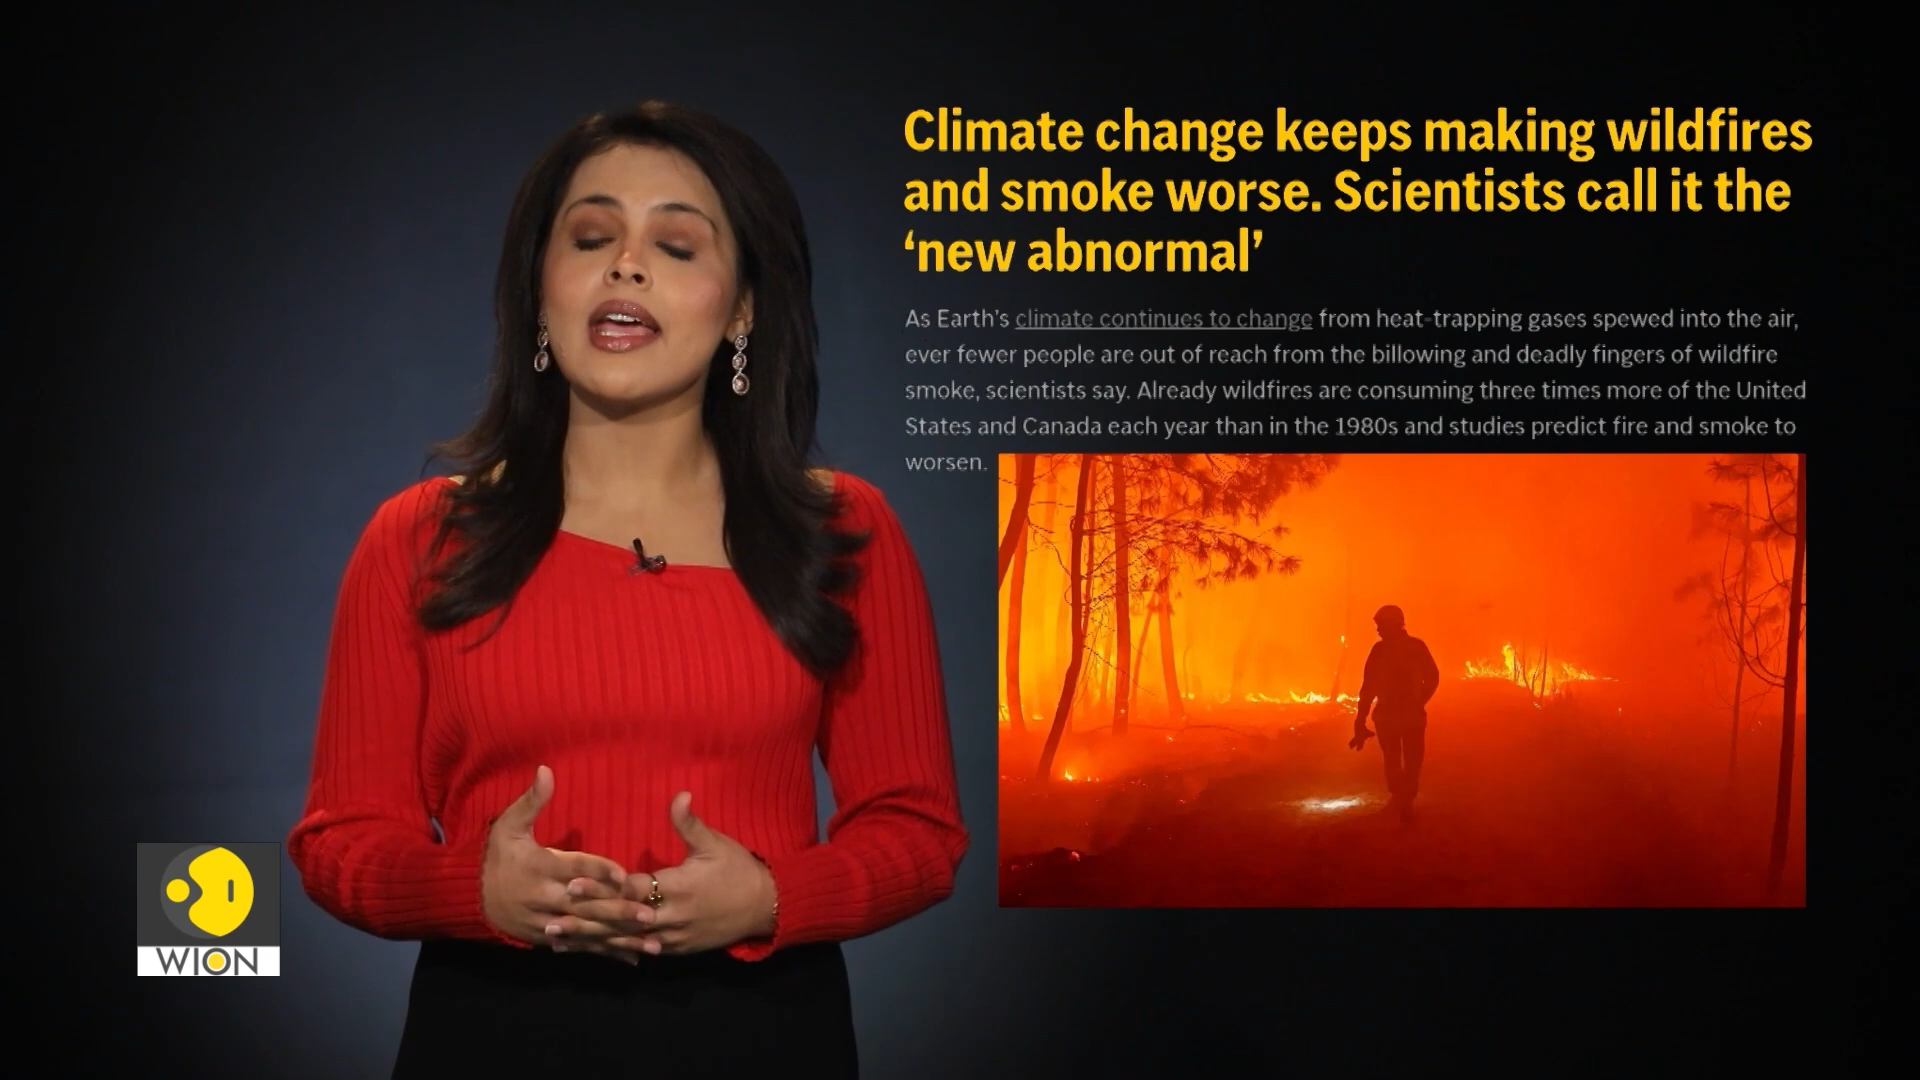 Climate change keeps making wildfires
and smoke worse. Scientists call it the
‘new abnormal’
As Earth’s climate continues to change from heat-trapping gases spewed into the air,
ever fewer people are out of reach from the billowing and deadly fingers of wildfire
smoke, scientists say. Already wildfires are consuming three times more of the United
States and Canada each year than in the 1980s and studies predict fire and smoke to
worsen.
WION